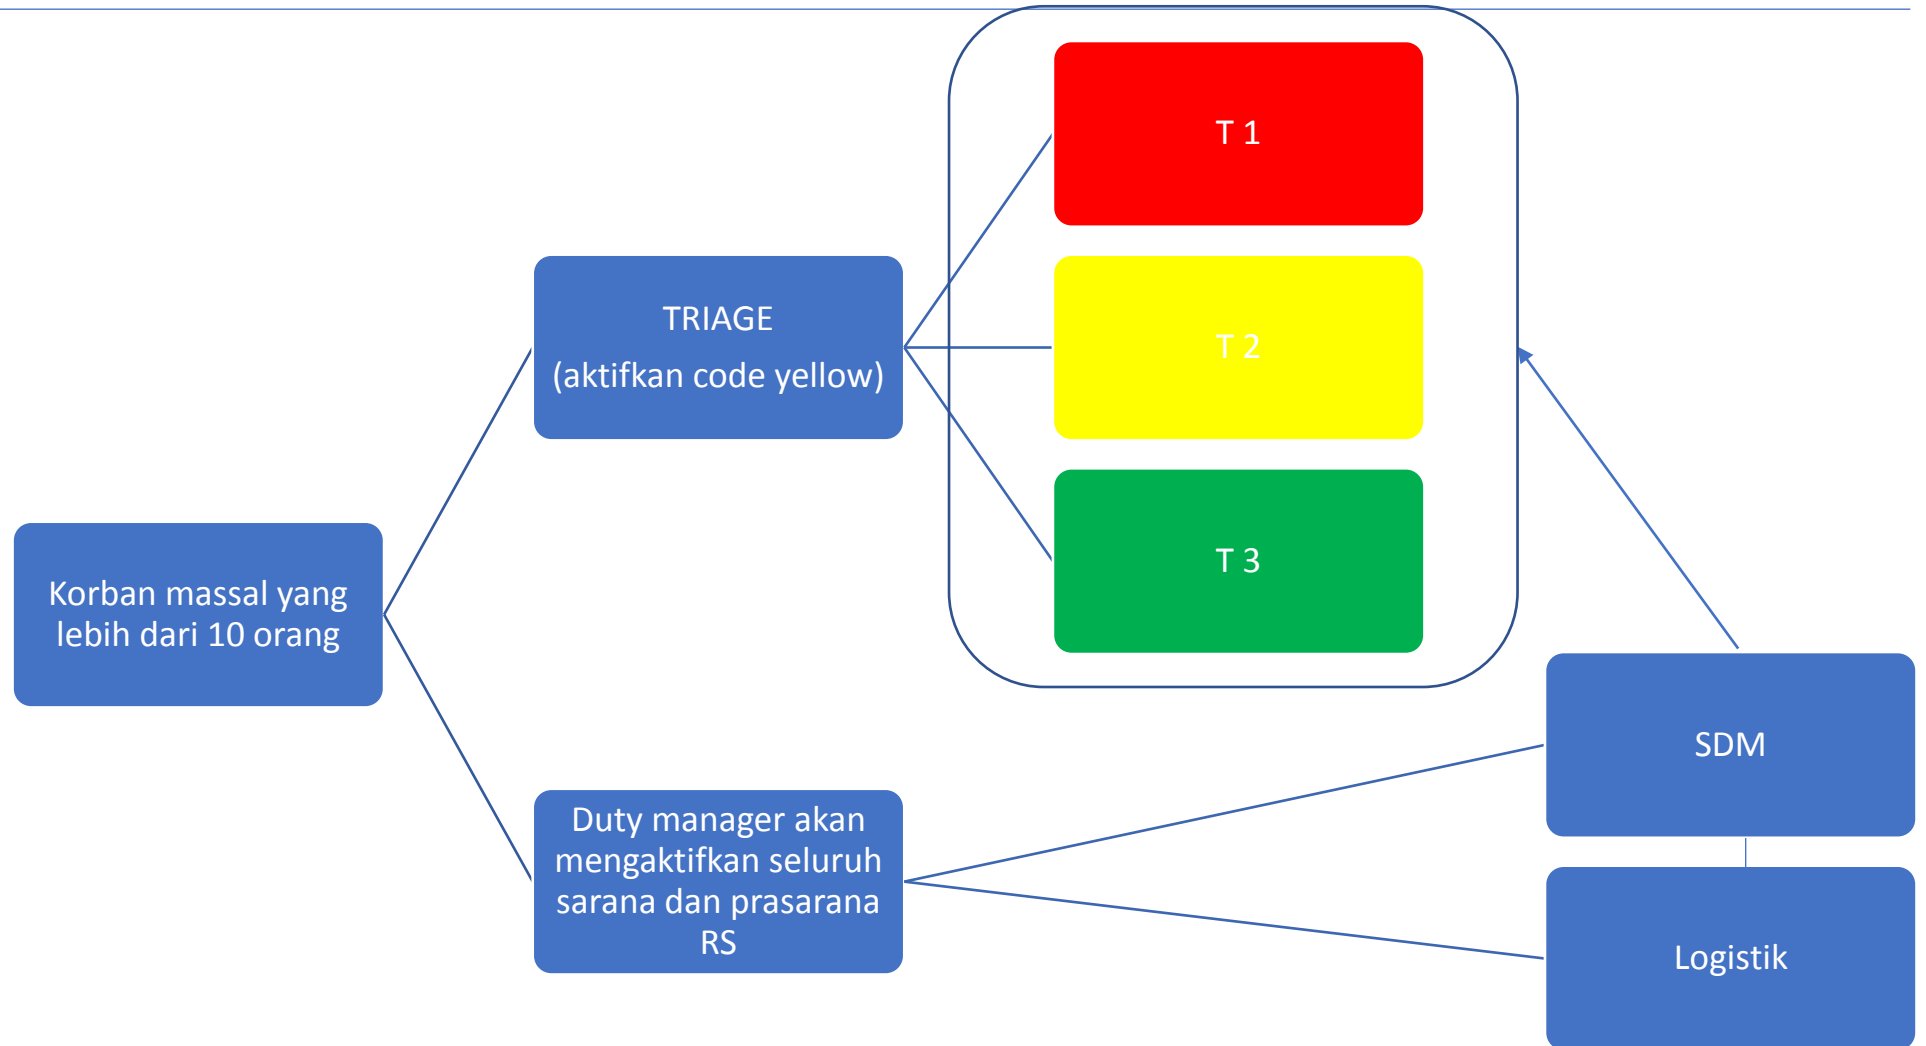 Korban massal yang
lebih dari 10 orang
TRIAGE
(aktifkan code yellow)
T 1
T 2
T 3
Duty manager akan
mengaktifkan seluruh
sarana dan prasarana
RS
SDM
Logistik